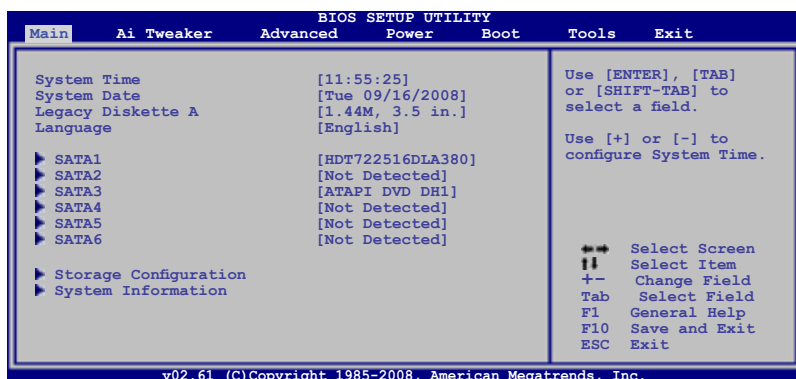 BIOS SETUP UTILITY
Main Ai Tweaker Advanced Power Boot Tools Exit
System Time [11:55:25]
System Date [Tue 09/16/2008]
Legacy Diskette A [1.44M, 3.5 in.]
Language [English]
SATA1 [HDT722516DLA380]
SATA2 [Not Detected]
SATA3 [ATAPI DVD DH1]
SATA4 [Not Detected]
SATA5 [Not Detected]
SATA6 [Not Detected]
Storage Configuration
System Information
Use [ENTER], [TAB]
or [SHIFT-TAB] to
select a field.
Use [+] or [-] to
configure System Time.
Select Screen
Select Item
+- Change Field
Tab Select Field
F1 General Help
F10 Save and Exit
ESC Exit
v02.61 (C)Copyright 1985-2008, American Megatrends, Inc.